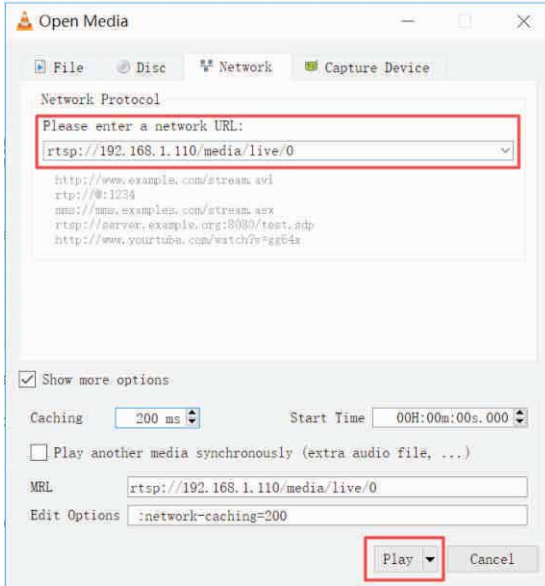 Open Media
File Disc Network Capture Device
Network Protocol
Please enter a network URL:
rtsp://192.168.1.110/media/live/0
http://www.example.com/stream.avi
rtp://@:1234
mms://mms.examples.com/stream.asx
rtsp://server.example.org:8080/test.sdp
http://www.yourtube.com/watch?v=gg64x
Show more options
Caching 200 ms Start Time 00H:00m:00s.000
Play another media synchronously (extra audio file, ...)
MRL rtsp://192.168.1.110/media/live/0
Edit Options :network-caching=200
Play Cancel